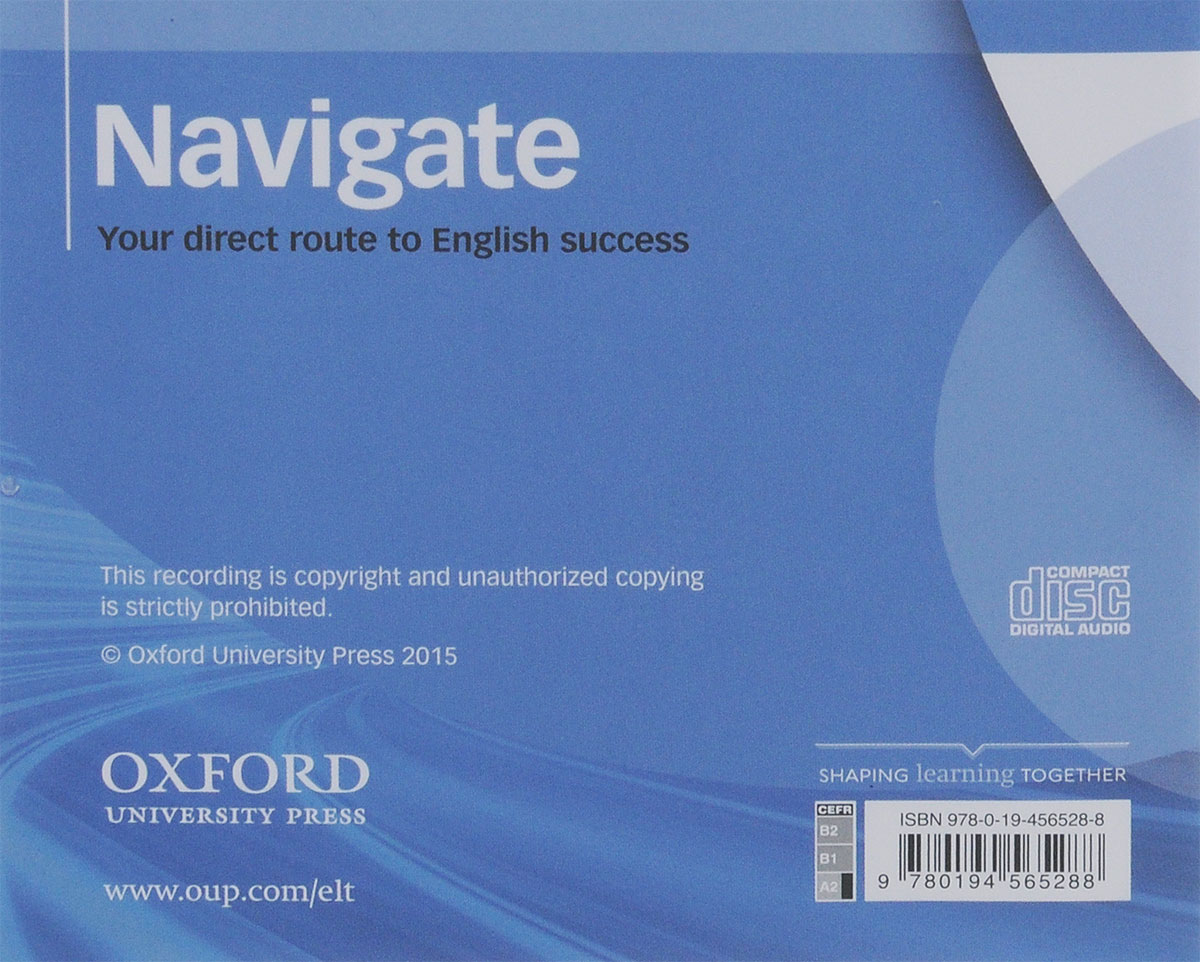 Navigate
Your direct route to English success
This recording is copyright and unauthorized copying
is strictly prohibited.
© Oxford University Press 2015
COMPACT
disc
DIGITAL AUDIO
OXFORD
UNIVERSITY PRESS
www.oup.com/elt
SHAPING learning TOGETHER
CEFR
B2
B1
A2
ISBN 978-0-19-456528-8
9 780194 565288